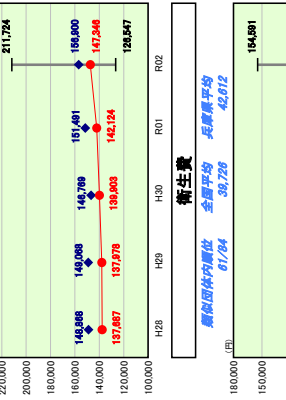 220,000
200,000
180,000
160,000
140,000
120,000
100,000
211,724
148,868
149,068
146,769
151,491
156,900
137,687
137,978
139,903
142,124
147,346
126,547
H28
H29
H30
R01
R02
衛生費
類似団体内順位
61/84
全国平均
39,726
兵庫県平均
42,612
(円)
180,000
150,000
154,591